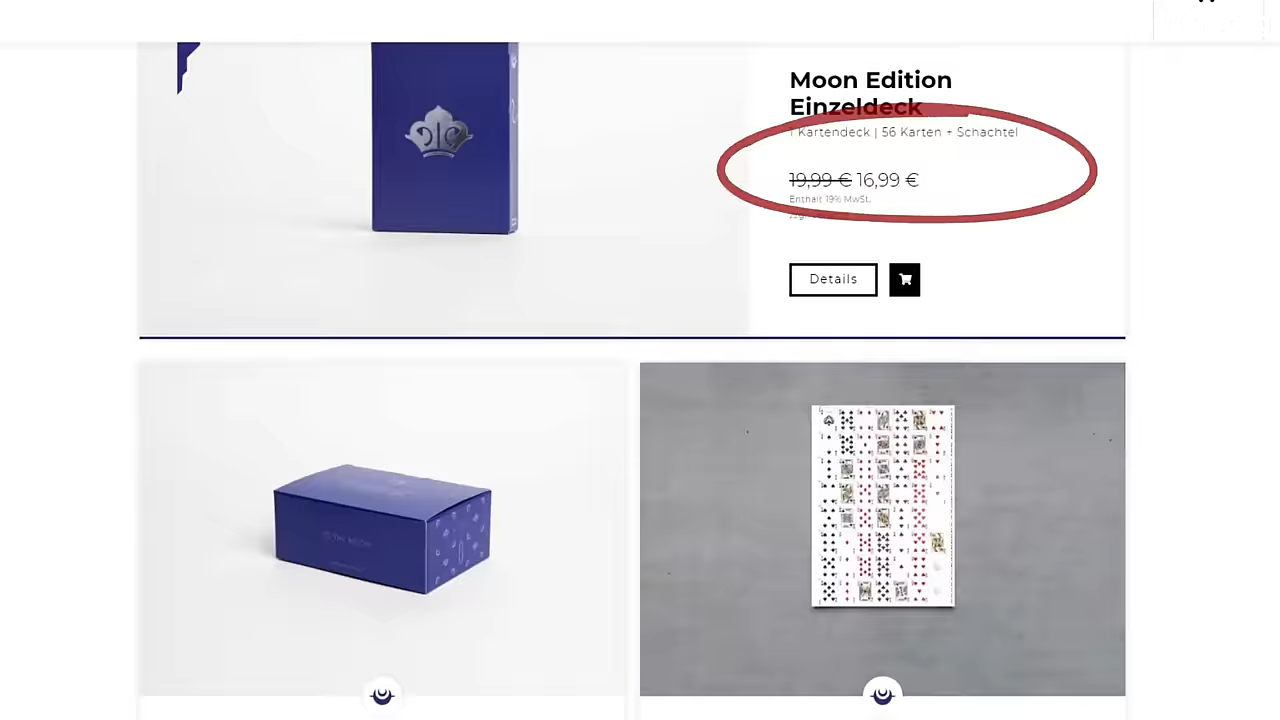 Moon Edition
Einzeldeck
1 Kartendeck | 56 Karten + Schachtel
19,99 € 16,99 €
Enthält 19% MwSt.
Details